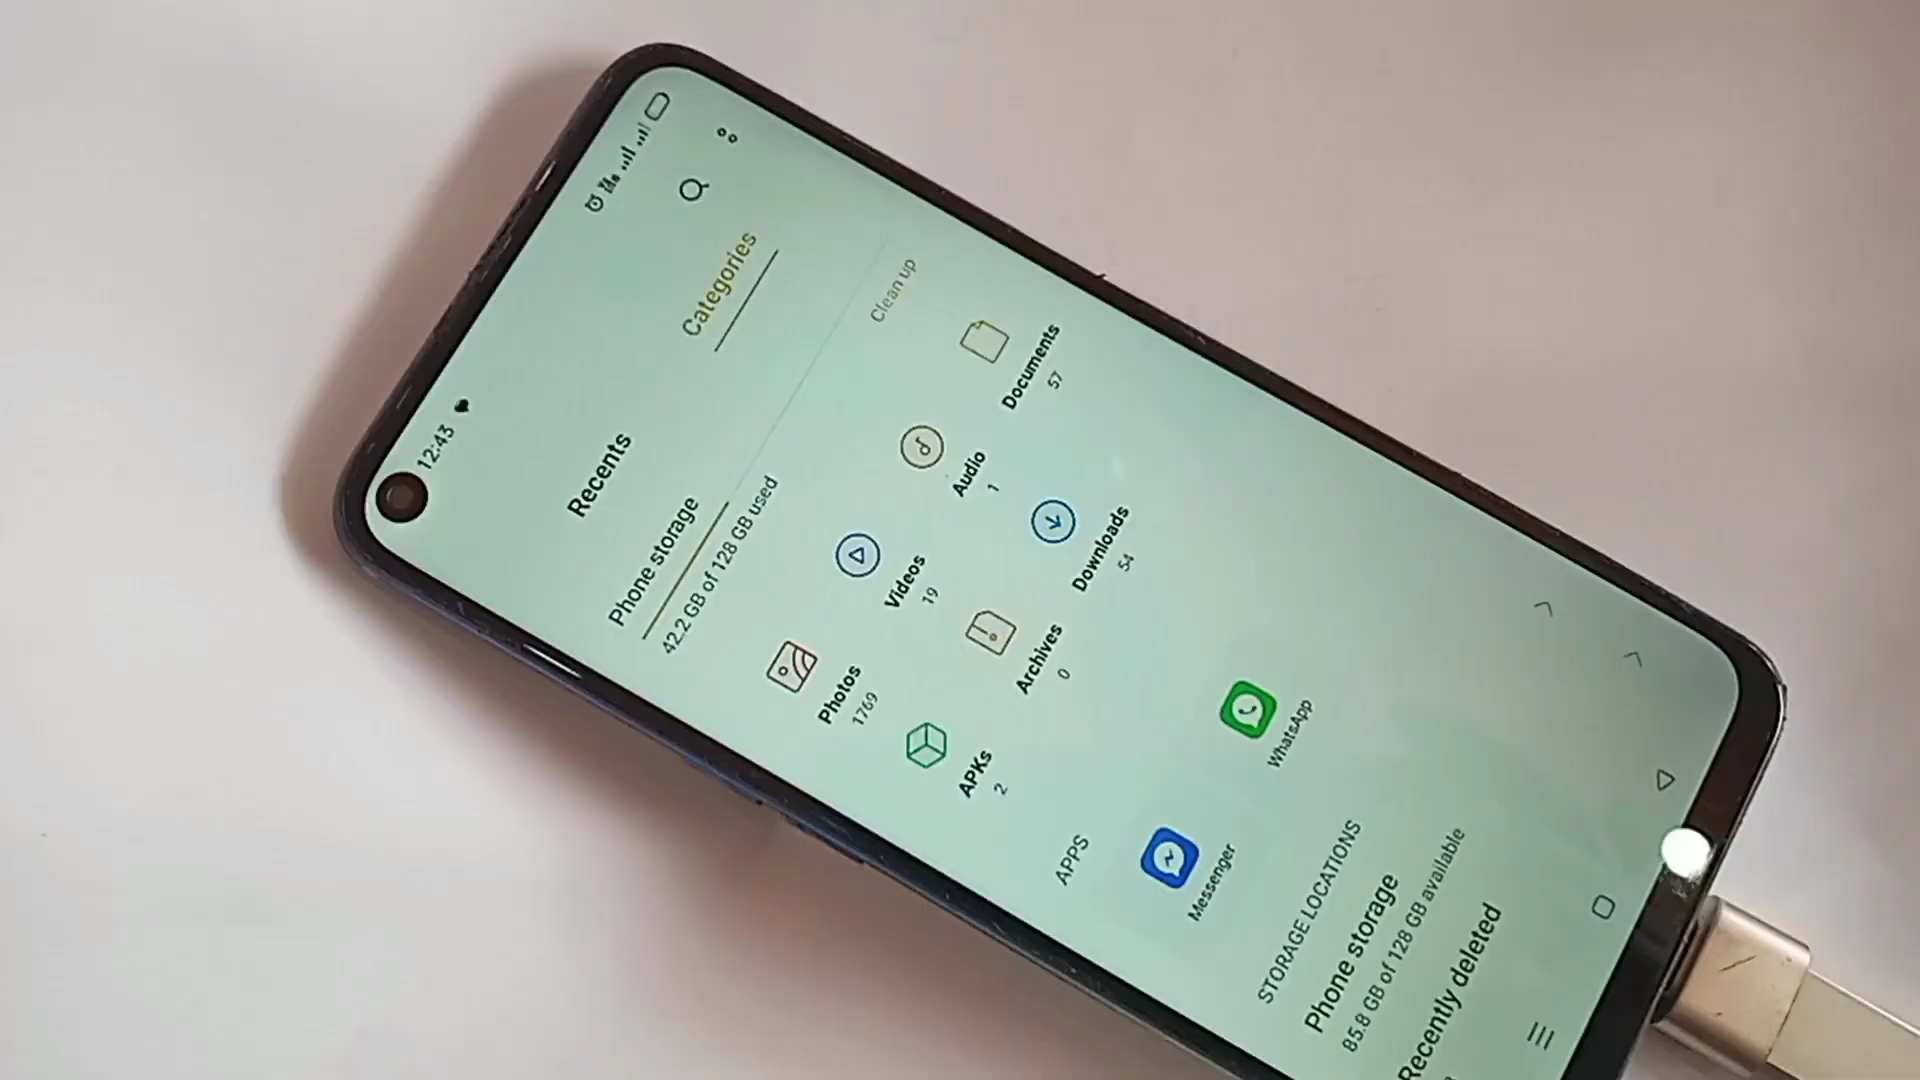 12:43
Recents
Categories
Phone storage
42.2 GB of 128 GB used
Clean up
Photos
1769
Videos
19
Audio
1
Documents
57
APKs
2
Archives
0
Downloads
54
APPS
Messenger
WhatsApp
STORAGE LOCATIONS
Phone storage
85.8 GB of 128 GB available
Recently deleted